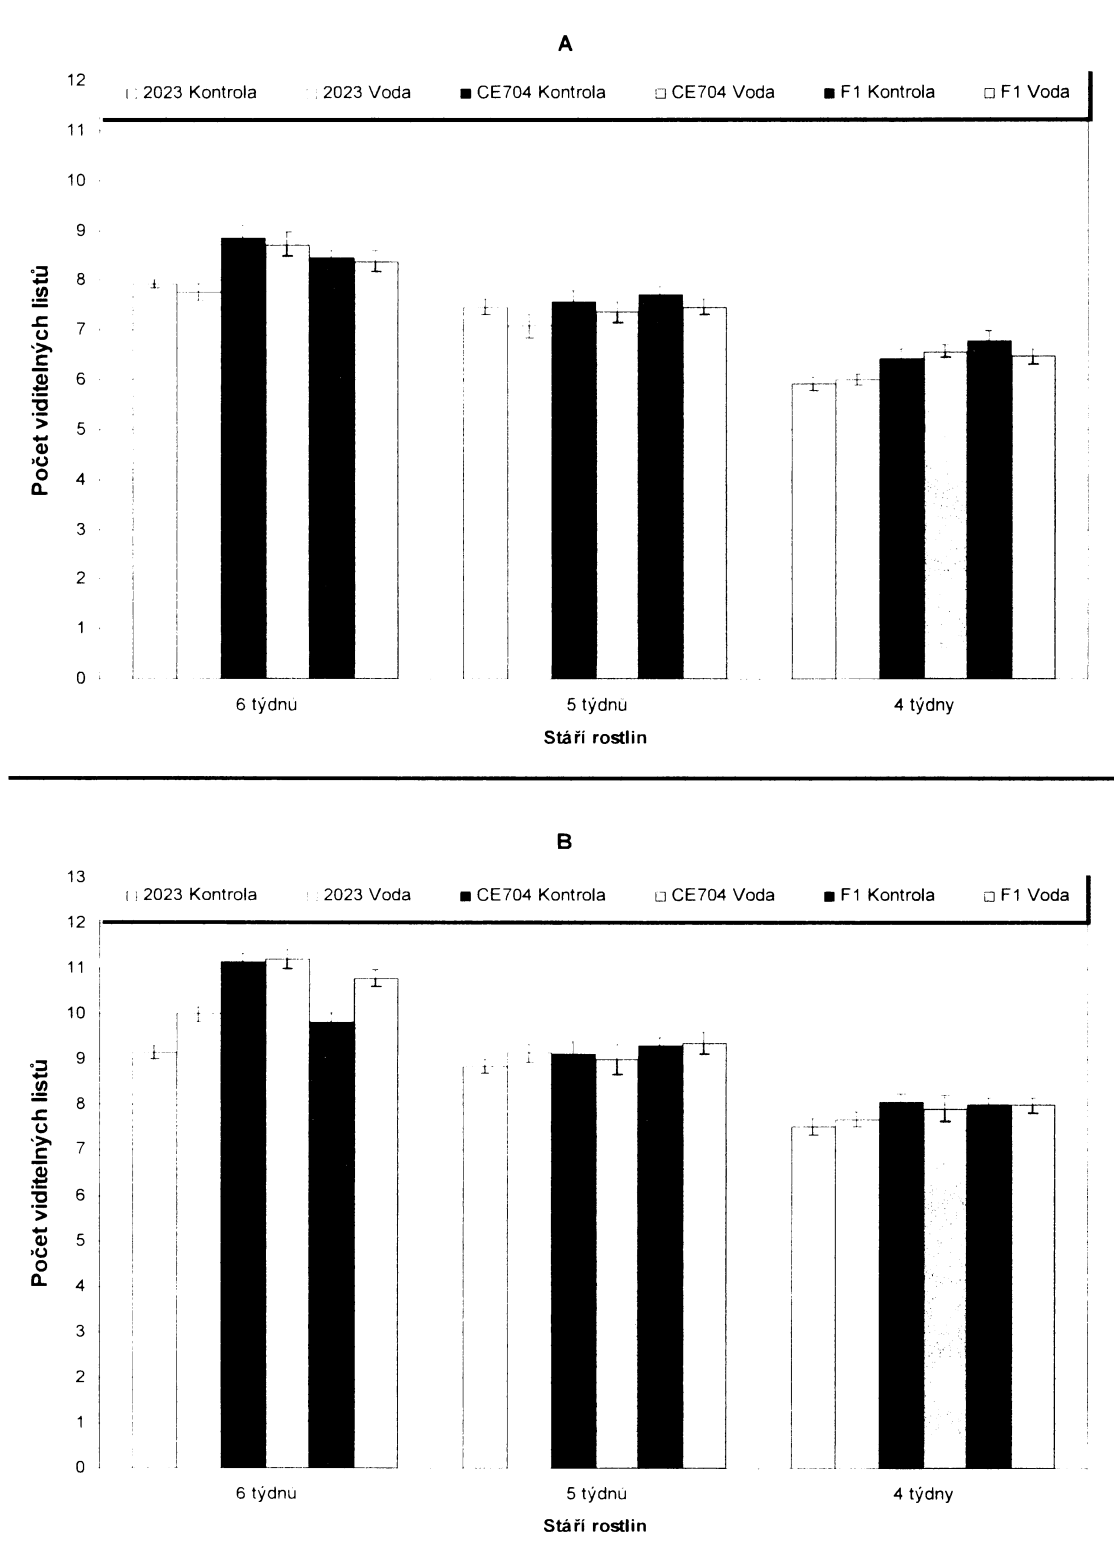 A
12
2023 Kontrola 2023 Voda CE704 Kontrola CE704 Voda F1 Kontrola F1 Voda
11
10
9
8
7
6
5
4
3
2
1
0
Počet viditelných listů
6 týdnů 5 týdnů 4 týdny
Stáří rostlin
B
13
2023 Kontrola 2023 Voda CE704 Kontrola CE704 Voda F1 Kontrola F1 Voda
12
11
10
9
8
7
6
5
4
3
2
1
0
Počet viditelných listů
6 týdnů 5 týdnů 4 týdny
Stáří rostlin